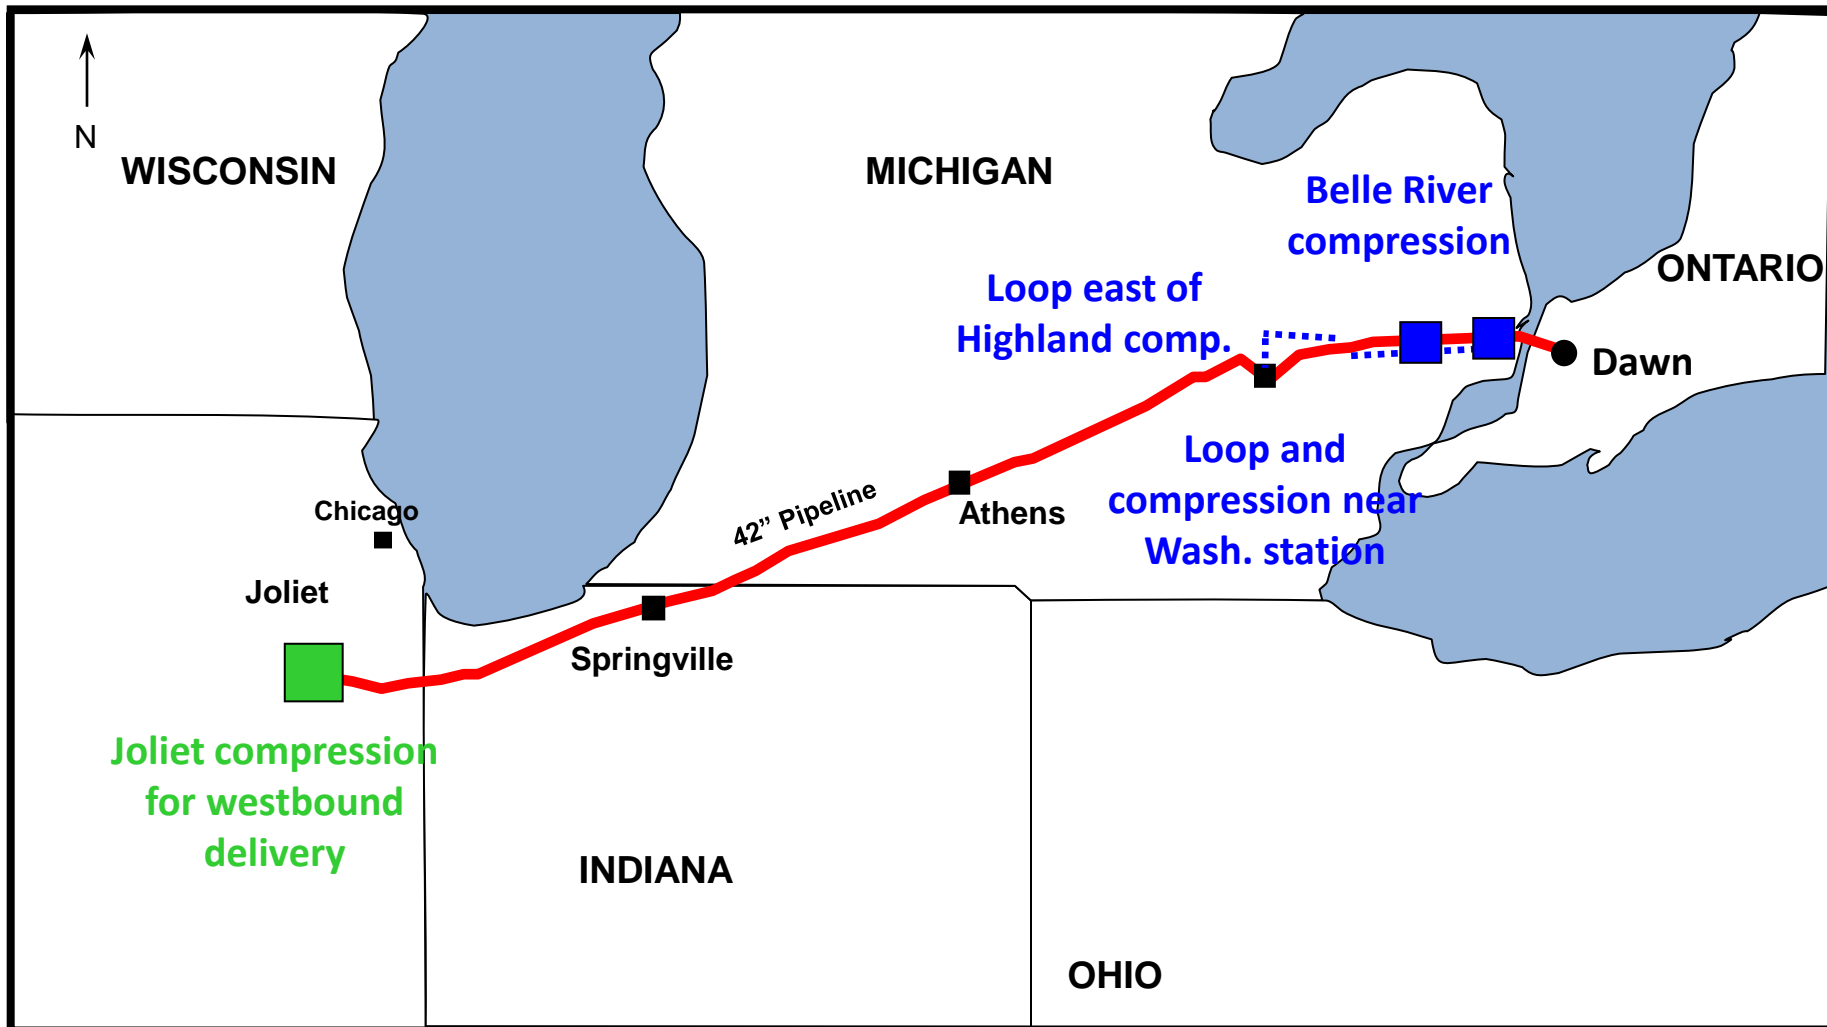 N
WISCONSIN
MICHIGAN
Belle River
compression
ONTARIO
Loop east of
Highland comp.
Dawn
Loop and
compression near
Wash. station
42” Pipeline
Athens
Chicago
Joliet
Springville
Joliet compression
for westbound
delivery
INDIANA
OHIO